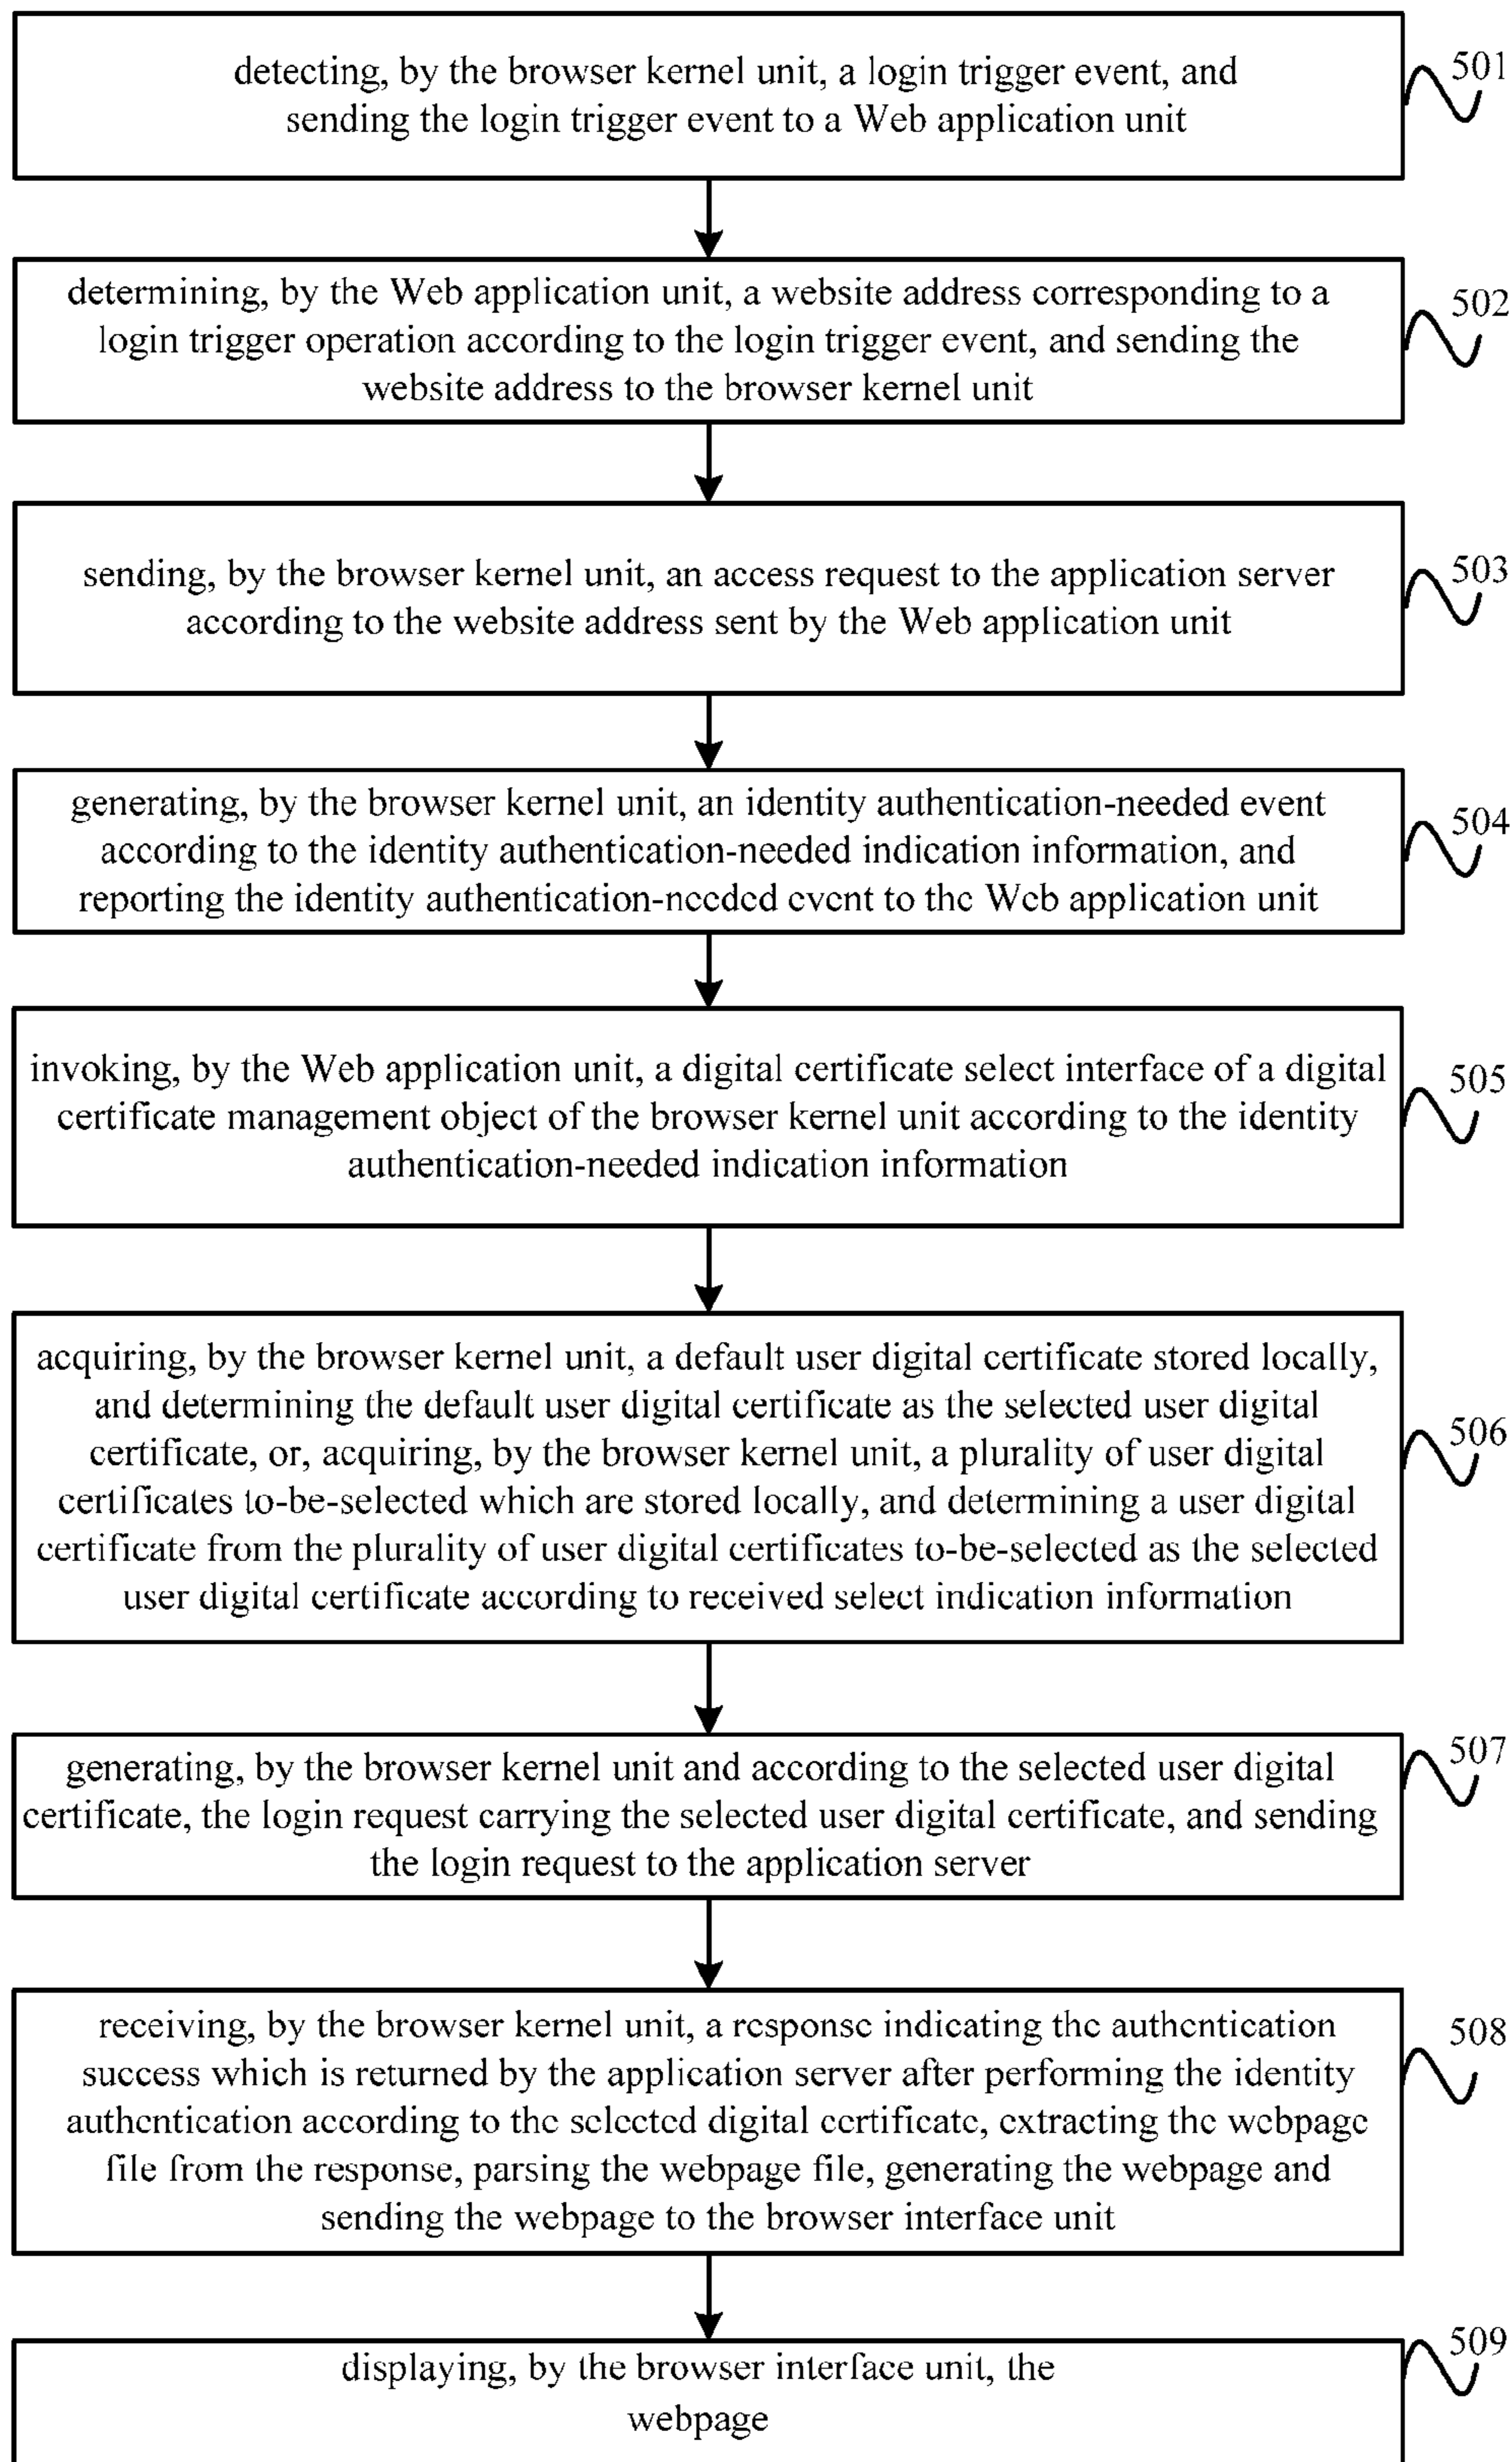 detecting, by the browser kernel unit, a login trigger event, and
sending the login trigger event to a Web application unit
501
determining, by the Web application unit, a website address corresponding to a
login trigger operation according to the login trigger event, and sending the
website address to the browser kernel unit
502
sending, by the browser kernel unit, an access request to the application server
according to the website address sent by the Web application unit
503
generating, by the browser kernel unit, an identity authentication-needed event
according to the identity authentication-needed indication information, and
reporting the identity authentication-needed event to the Web application unit
504
invoking, by the Web application unit, a digital certificate select interface of a digital
certificate management object of the browser kernel unit according to the identity
authentication-needed indication information
505
acquiring, by the browser kernel unit, a default user digital certificate stored locally,
and determining the default user digital certificate as the selected user digital
certificate, or, acquiring, by the browser kernel unit, a plurality of user digital
certificates to-be-selected which are stored locally, and determining a user digital
certificate from the plurality of user digital certificates to-be-selected as the selected
user digital certificate according to received select indication information
506
generating, by the browser kernel unit and according to the selected user digital
certificate, the login request carrying the selected user digital certificate, and sending
the login request to the application server
507
receiving, by the browser kernel unit, a response indicating the authentication
success which is returned by the application server after performing the identity
authentication according to the selected digital certificate, extracting the webpage
file from the response, parsing the webpage file, generating the webpage and
sending the webpage to the browser interface unit
508
displaying, by the browser interface unit, the
webpage
509